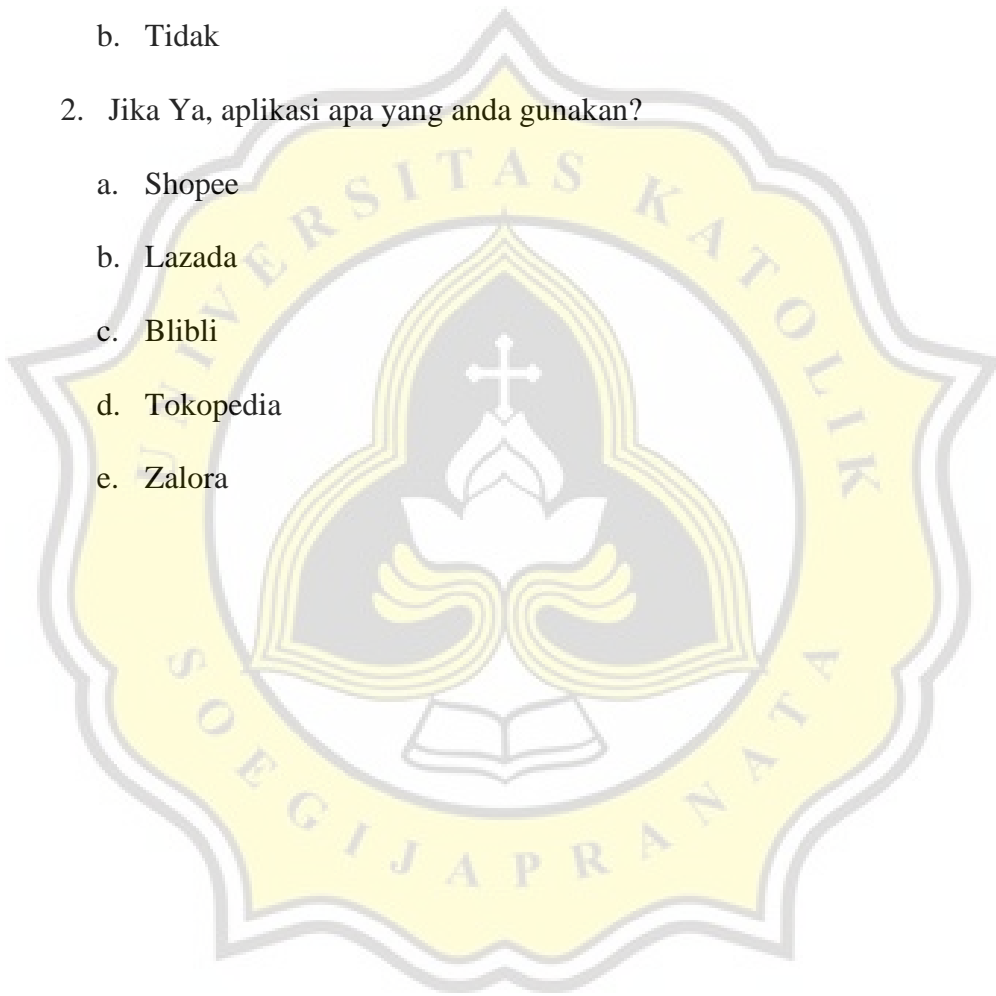 b. Tidak
2. Jika Ya, aplikasi apa yang anda gunakan?
a. Shopee
b. Lazada
c. Blibli
d. Tokopedia
e. Zalora
UNIVERSITAS KATOLIK
SOEGIJAPRANATA